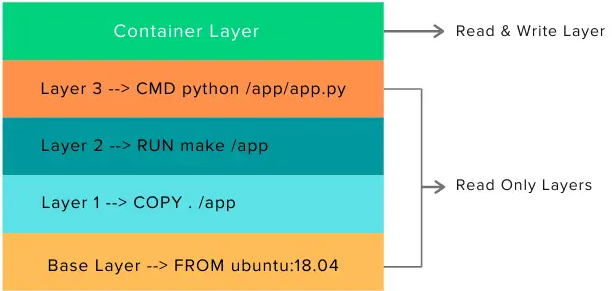 Container Layer
Read & Write Layer
Layer 3 --> CMD python /app/app.py
Layer 2 --> RUN make /app
Read Only Layers
Layer 1 --> COPY . /app
Base Layer --> FROM ubuntu:18.04